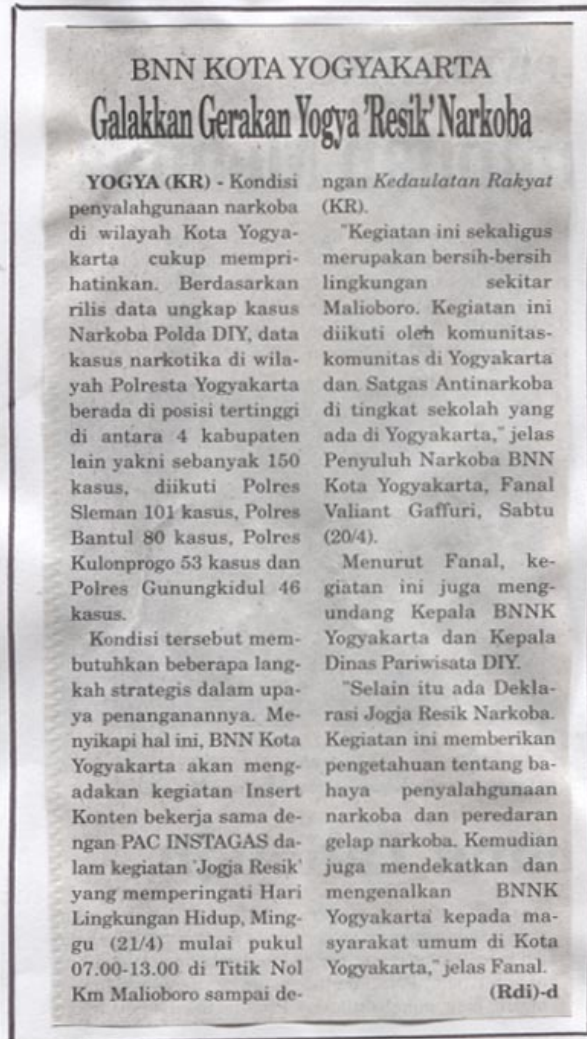 BNN KOTA YOGYAKARTA
Galakkan Gerakan Yogya 'Resik' Narkoba
YOGYA (KR) - Kondisi
penyalahgunaan narkoba
di wilayah Kota Yogya-
karta cukup mempri-
hatinkan. Berdasarkan
rilis data ungkap kasus
Narkoba Polda DIY, data
kasus narkotika di wila-
yah Polresta Yogyakarta
berada di posisi tertinggi
di antara 4 kabupaten
lain yakni sebanyak 150
kasus, diikuti Polres
Sleman 101 kasus, Polres
Bantul 80 kasus, Polres
Kulonprogo 53 kasus dan
Polres Gunungkidul 46
kasus.
Kondisi tersebut mem-
butuhkan beberapa lang-
kah strategis dalam upa-
ya penanganannya. Me-
nyikapi hal ini, BNN Kota
Yogyakarta akan meng-
adakan kegiatan Insert
Konten bekerja sama de-
ngan PAC INSTAGAS da-
lam kegiatan 'Jogja Resik'
yang memperingati Hari
Lingkungan Hidup, Ming-
gu (21/4) mulai pukul
07.00-13.00 di Titik Nol
Km Malioboro sampai de-
ngan Kedaulatan Rakyat
(KR).
"Kegiatan ini sekaligus
merupakan bersih-bersih
lingkungan sekitar
Malioboro. Kegiatan ini
diikuti oleh komunitas-
komunitas di Yogyakarta
dan Satgas Antinarkoba
di tingkat sekolah yang
ada di Yogyakarta," jelas
Penyuluh Narkoba BNN
Kota Yogyakarta, Fanal
Valiant Gaffuri, Sabtu
(20/4).
Menurut Fanal, ke-
giatan ini juga meng-
undang Kepala BNNK
Yogyakarta dan Kepala
Dinas Pariwisata DIY.
"Selain itu ada Dekla-
rasi Jogja Resik Narkoba.
Kegiatan ini memberikan
pengetahuan tentang ba-
haya penyalahgunaan
narkoba dan peredaran
gelap narkoba. Kemudian
juga mendekatkan dan
mengenalkan BNNK
Yogyakarta kepada ma-
syarakat umum di Kota
Yogyakarta," jelas Fanal.
(Rdi)-d